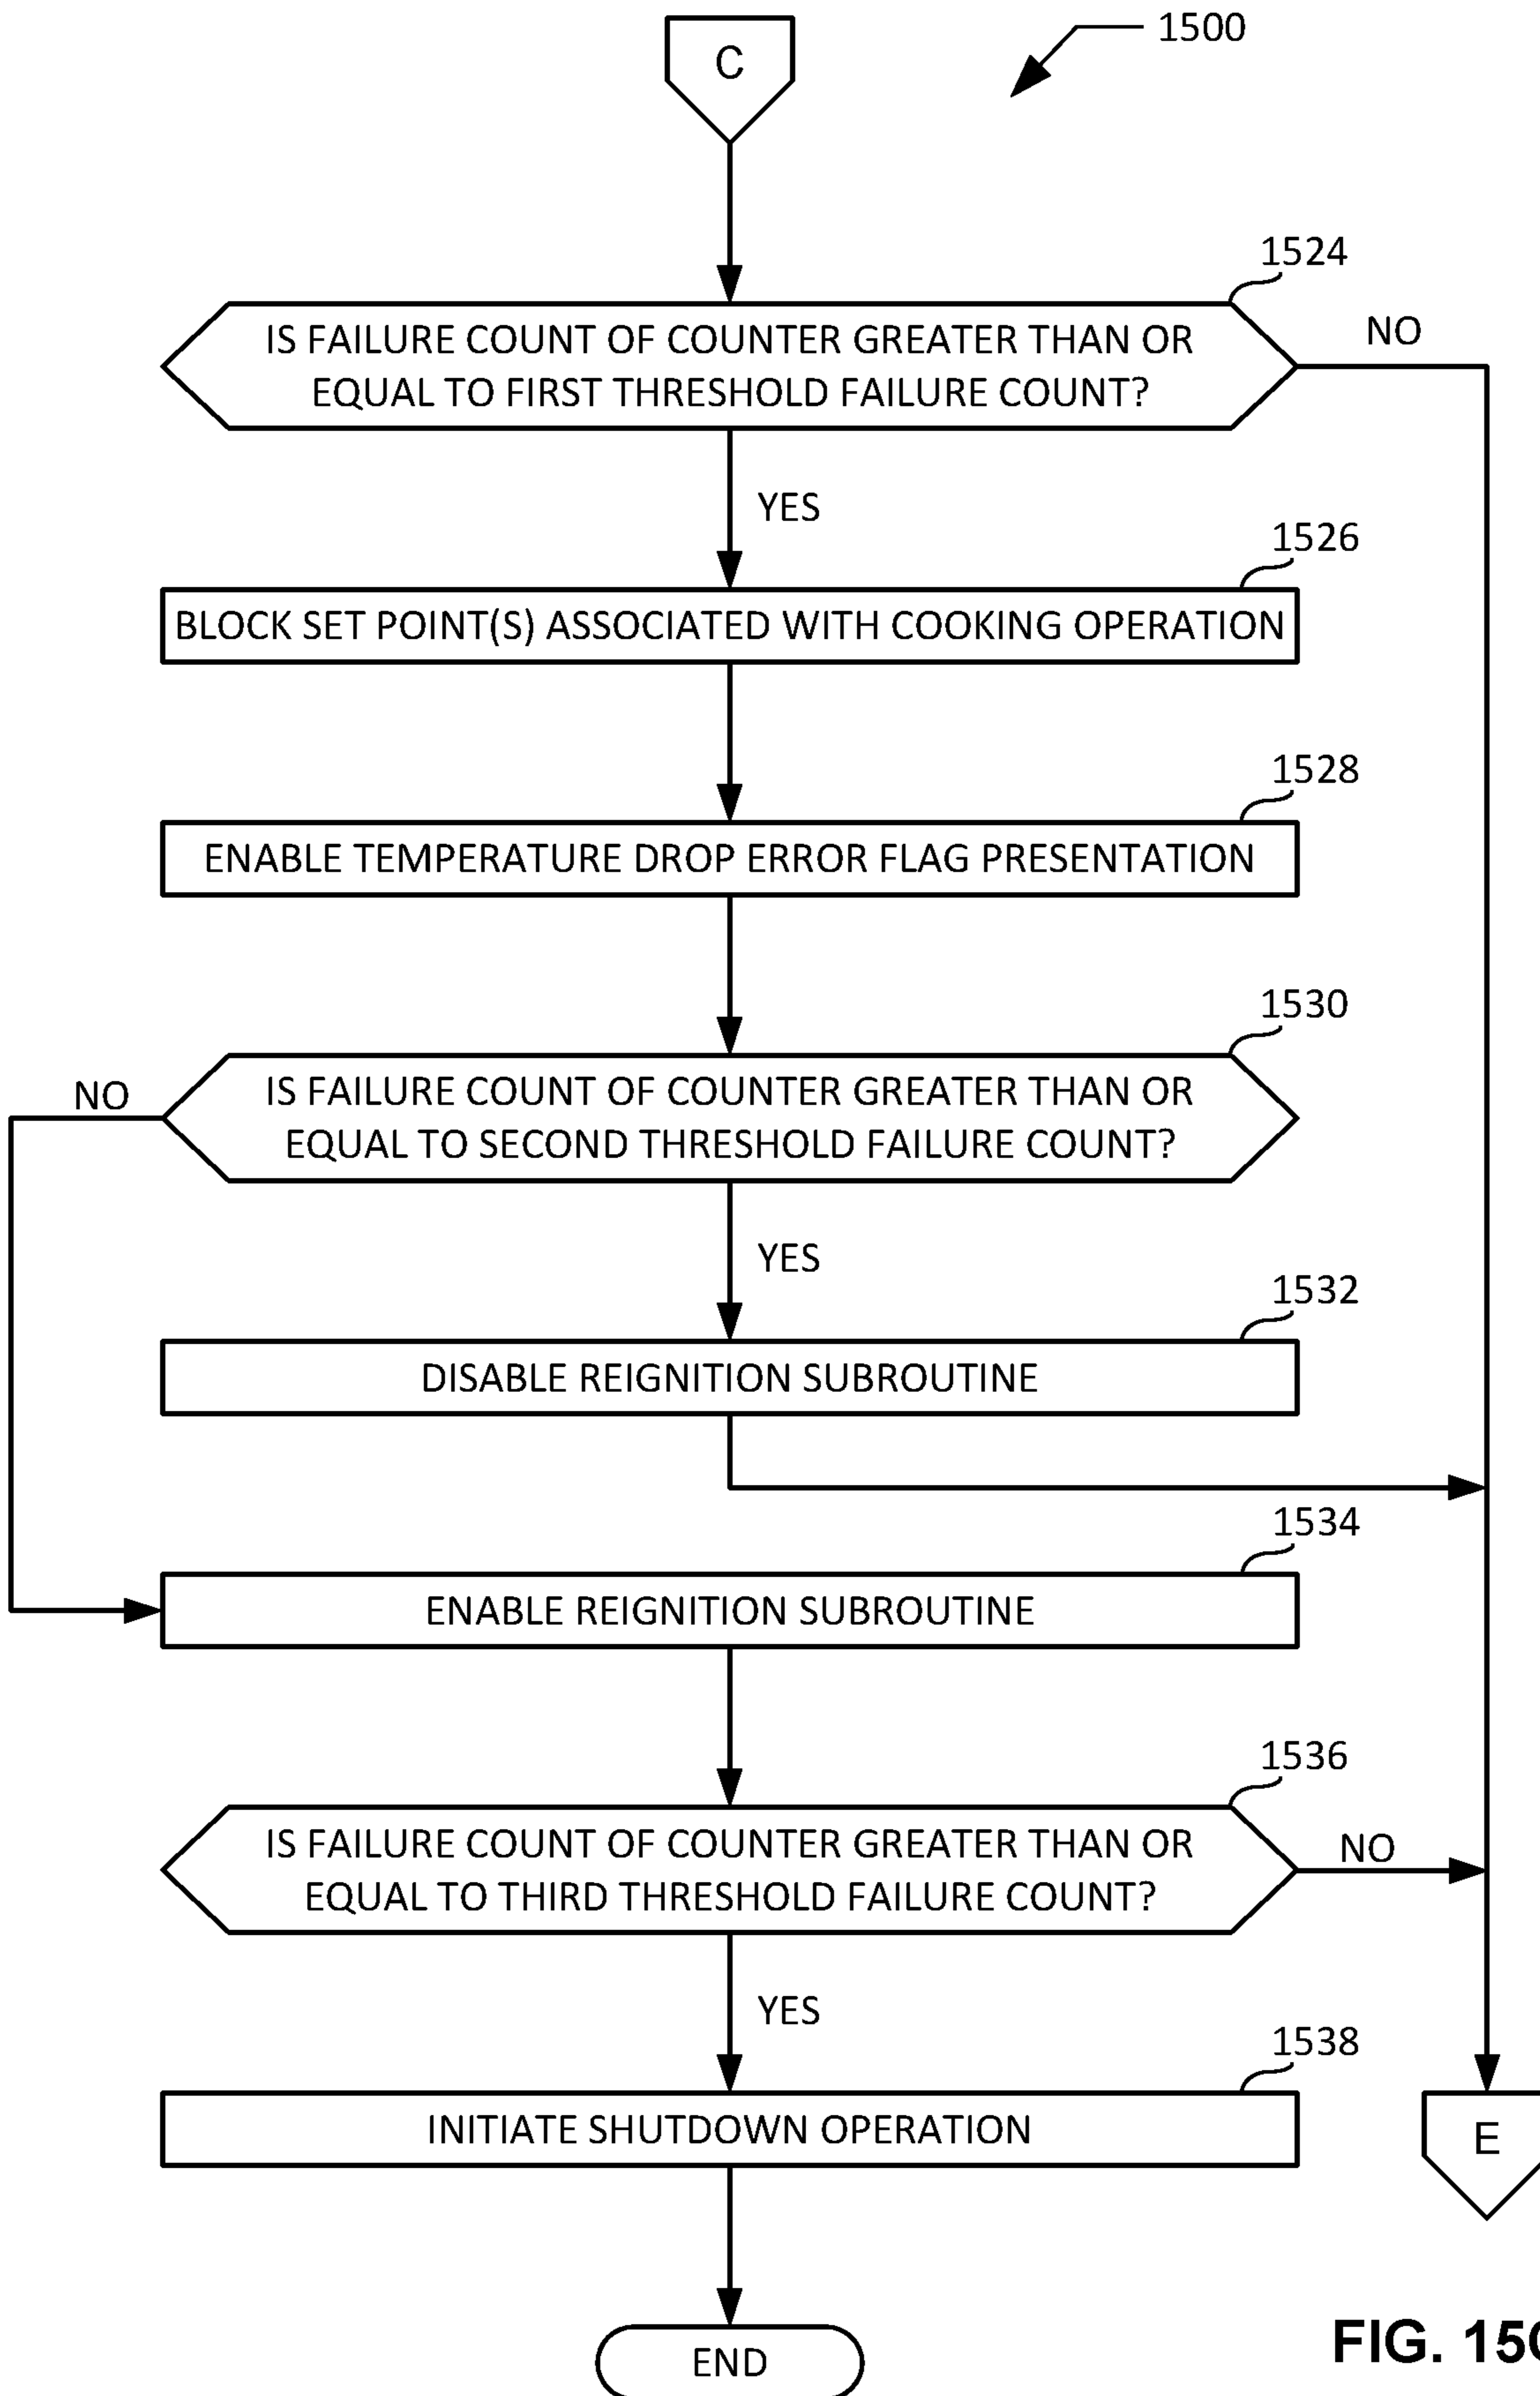 C
1500
1524
IS FAILURE COUNT OF COUNTER GREATER THAN OR
EQUAL TO FIRST THRESHOLD FAILURE COUNT?
NO
YES
1526
BLOCK SET POINT(S) ASSOCIATED WITH COOKING OPERATION
1528
ENABLE TEMPERATURE DROP ERROR FLAG PRESENTATION
1530
IS FAILURE COUNT OF COUNTER GREATER THAN OR
EQUAL TO SECOND THRESHOLD FAILURE COUNT?
NO
YES
1532
DISABLE REIGNITION SUBROUTINE
1534
ENABLE REIGNITION SUBROUTINE
1536
IS FAILURE COUNT OF COUNTER GREATER THAN OR
EQUAL TO THIRD THRESHOLD FAILURE COUNT?
NO
YES
1538
INITIATE SHUTDOWN OPERATION
E
END
FIG. 15C